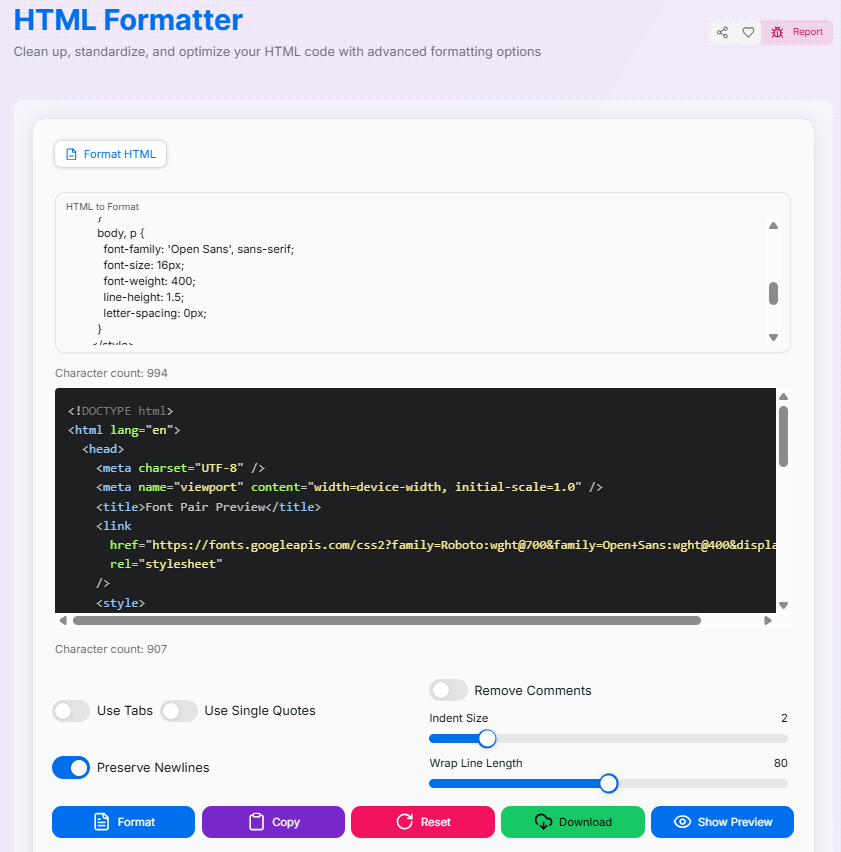 HTML Formatter
Clean up, standardize, and optimize your HTML code with advanced formatting options
Report
Format HTML
HTML to Format
}
body, p {
font-family: 'Open Sans', sans-serif;
font-size: 16px;
font-weight: 400;
line-height: 1.5;
letter-spacing: 0px;
}
</style>
Character count: 994
<!DOCTYPE html>
<html lang="en">
<head>
<meta charset="UTF-8" />
<meta name="viewport" content="width=device-width, initial-scale=1.0" />
<title>Font Pair Preview</title>
<link
href="https://fonts.googleapis.com/css2?family=Roboto:wght@700&family=Open+Sans:wght@400&displa
rel="stylesheet"
/>
<style>
Character count: 907
Use Tabs
Use Single Quotes
Remove Comments
Indent Size 2
Preserve Newlines
Wrap Line Length 80
Format
Copy
Reset
Download
Show Preview